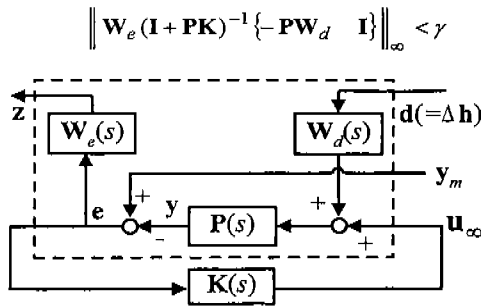 ‖ W_e (I + PK)^{-1} {-PW_d  I} ‖_∞ < γ
z
W_e(s)
W_d(s)
d(=Δh)
+
+
y_m
e
y
P(s)
-
+
u_∞
K(s)